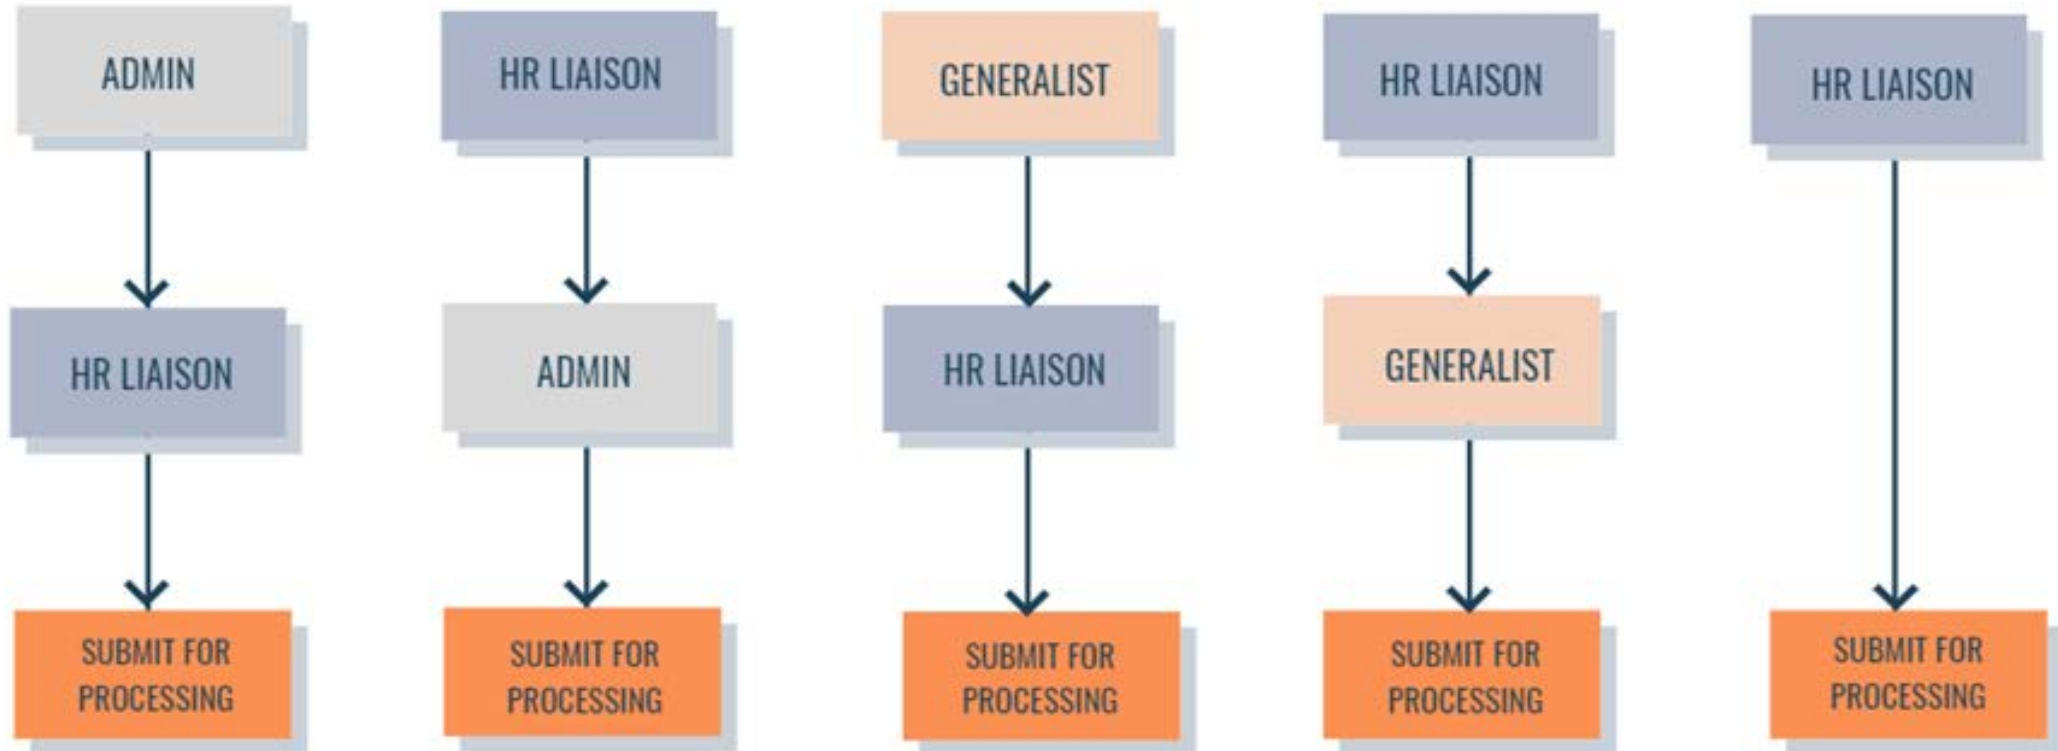 ADMIN
HR LIAISON
GENERALIST
HR LIAISON
HR LIAISON
HR LIAISON
ADMIN
HR LIAISON
GENERALIST
SUBMIT FOR
PROCESSING
SUBMIT FOR
PROCESSING
SUBMIT FOR
PROCESSING
SUBMIT FOR
PROCESSING
SUBMIT FOR
PROCESSING